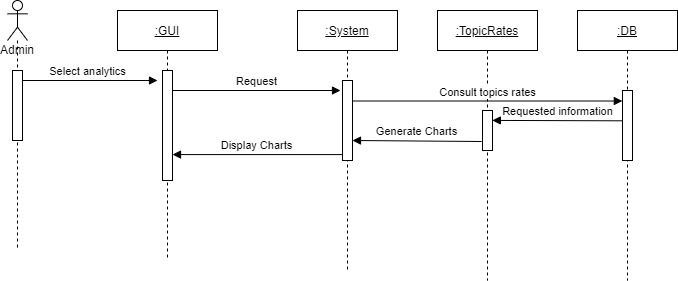 Admin
:GUI
:System
:TopicRates
:DB
Select analytics
Request
Consult topics rates
Requested information
Generate Charts
Display Charts